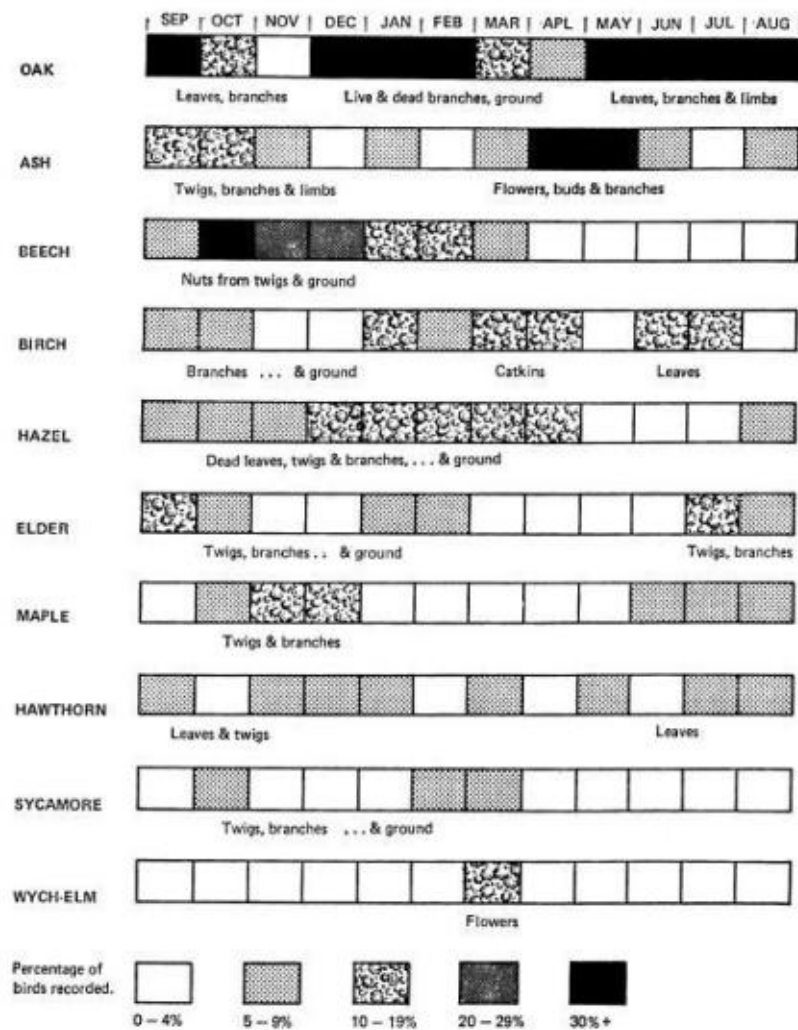 SEP OCT NOV DEC JAN FEB MAR APL MAY JUN JUL AUG
OAK
Leaves, branches Live & dead branches, ground Leaves, branches & limbs
ASH
Twigs, branches & limbs Flowers, buds & branches
BEECH
Nuts from twigs & ground
BIRCH
Branches ... & ground Catkins Leaves
HAZEL
Dead leaves, twigs & branches, ... & ground
ELDER
Twigs, branches .. & ground Twigs, branches
MAPLE
Twigs & branches
HAWTHORN
Leaves & twigs Leaves
SYCAMORE
Twigs, branches ... & ground
WYCH-ELM
Flowers
Percentage of
birds recorded.
0 – 4% 5 – 9% 10 – 19% 20 – 29% 30% +